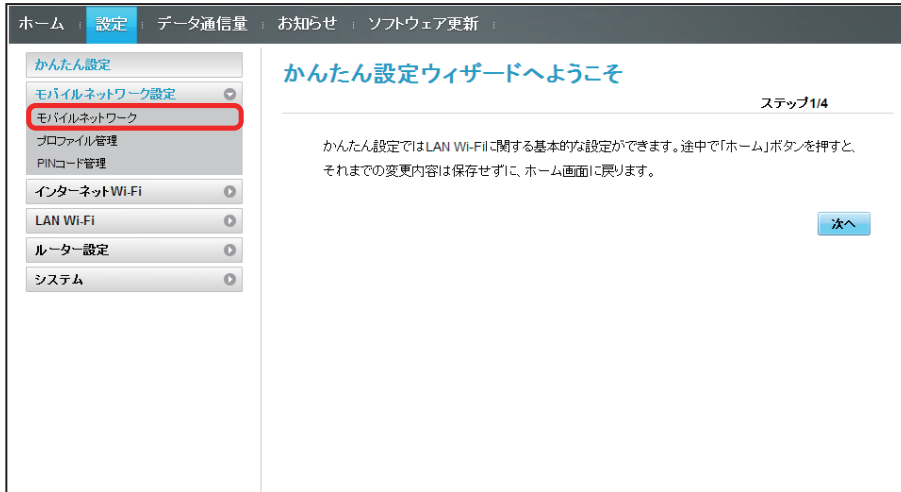 ホーム 設定 データ通信量 お知らせ ソフトウェア更新
かんたん設定
モバイルネットワーク設定
モバイルネットワーク
プロファイル管理
PINコード管理
インターネットWi-Fi
LAN Wi-Fi
ルーター設定
システム
かんたん設定ウィザードへようこそ
ステップ1/4
かんたん設定ではLAN Wi-Fiに関する基本的な設定ができます。途中で「ホーム」ボタンを押すと、
それまでの変更内容は保存せずに、ホーム画面に戻ります。
次へ